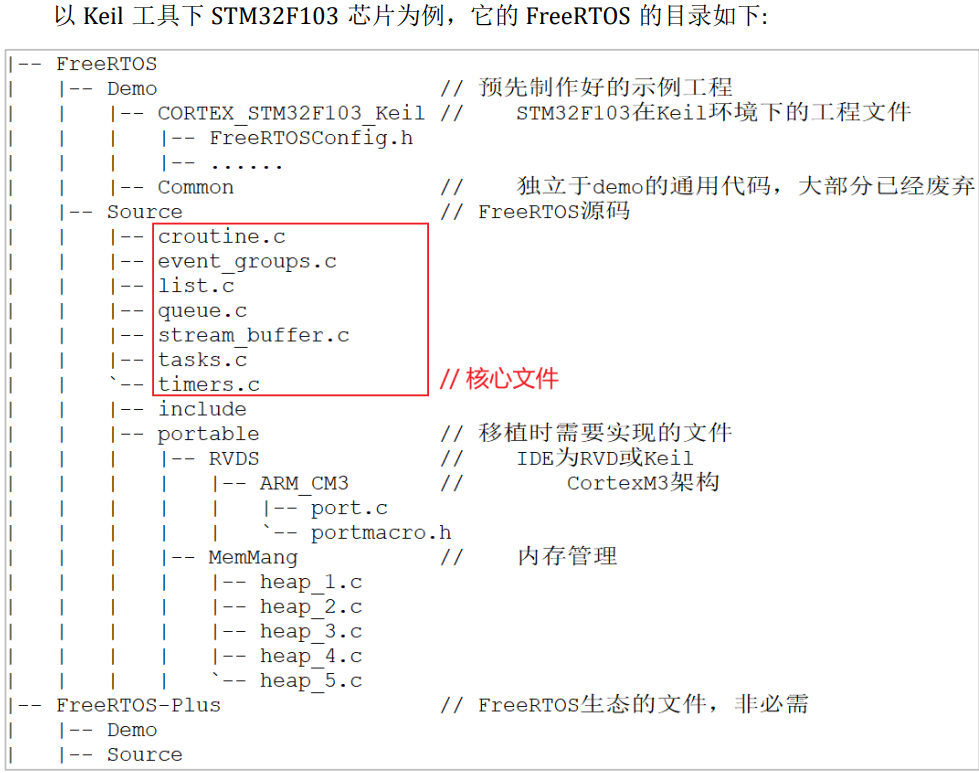 以 Keil 工具下 STM32F103 芯片为例，它的 FreeRTOS 的目录如下:
|-- FreeRTOS
|   |-- Demo                      // 预先制作好的示例工程
|   |   |-- CORTEX_STM32F103_Keil //   STM32F103在Keil环境下的工程文件
|   |   |   |-- FreeRTOSConfig.h
|   |   |   |-- ......
|   |   |-- Common                //   独立于demo的通用代码，大部分已经废弃
|   |-- Source                    // FreeRTOS源码
|   |   |-- croutine.c
|   |   |-- event_groups.c
|   |   |-- list.c
|   |   |-- queue.c
|   |   |-- stream_buffer.c
|   |   |-- tasks.c
|   |   `-- timers.c              // 核心文件
|   |   |-- include
|   |   |-- portable              // 移植时需要实现的文件
|   |   |   |-- RVDS              //   IDE为RVD或Keil
|   |   |   |   |-- ARM_CM3       //     CortexM3架构
|   |   |   |   |   |-- port.c
|   |   |   |   |   `-- portmacro.h
|   |   |   |-- MemMang           //   内存管理
|   |   |   |   |-- heap_1.c
|   |   |   |   |-- heap_2.c
|   |   |   |   |-- heap_3.c
|   |   |   |   |-- heap_4.c
|   |   |   |   `-- heap_5.c
|-- FreeRTOS-Plus                 // FreeRTOS生态的文件，非必需
|   |-- Demo
|   |-- Source